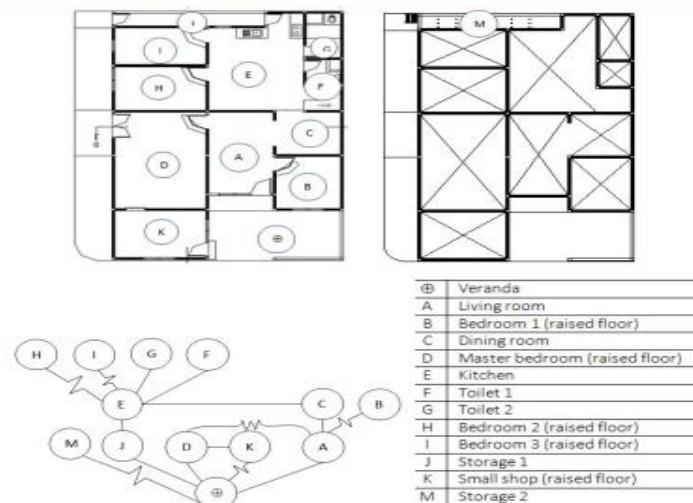 M
J
I
G
E
H
F
C
D
A
B
K
⊕
H
I
G
F
E
C
B
M
J
D
K
A
⊕
⊕ Veranda
A Living room
B Bedroom 1 (raised floor)
C Dining room
D Master bedroom (raised floor)
E Kitchen
F Toilet 1
G Toilet 2
H Bedroom 2 (raised floor)
I Bedroom 3 (raised floor)
J Storage 1
K Small shop (raised floor)
M Storage 2